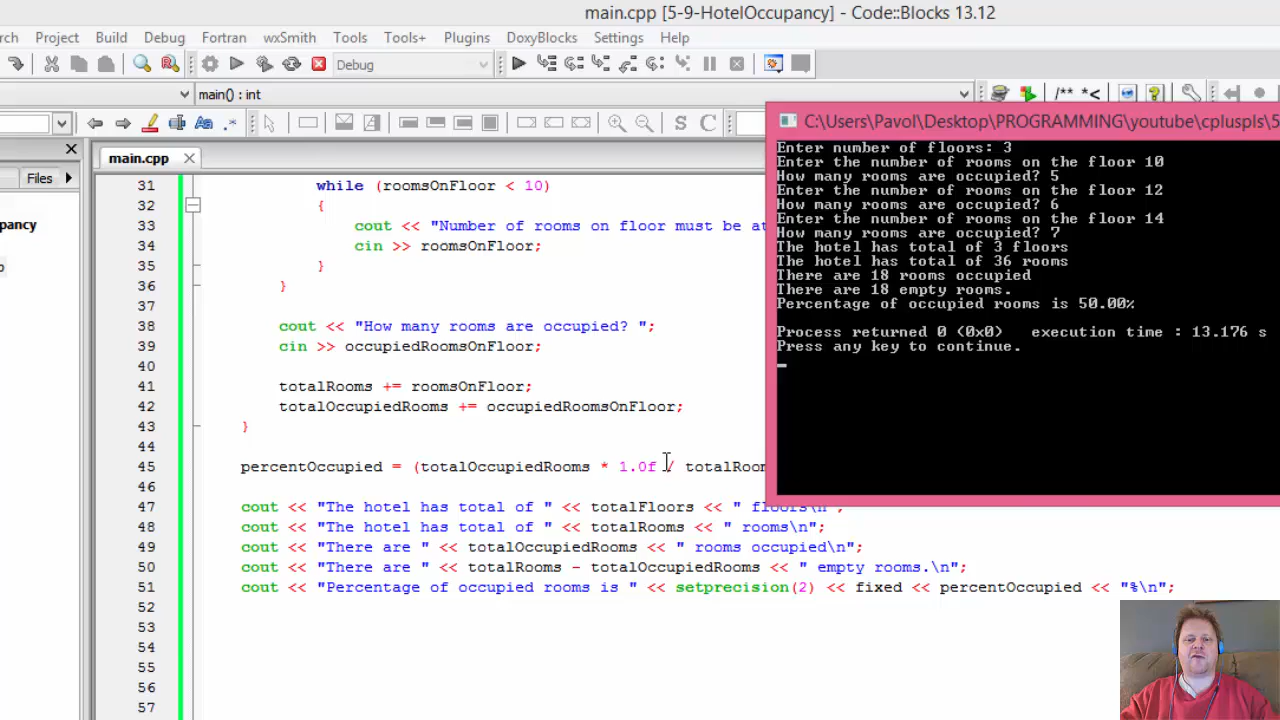 main.cpp [5-9-HotelOccupancy] - Code::Blocks 13.12
rch Project Build Debug Fortran wxSmith Tools Tools+ Plugins DoxyBlocks Settings Help
Debug
main() : int
/** *<
S C
C:\Users\Pavol\Desktop\PROGRAMMING\youtube\cpluspls\5
main.cpp
Files
pancy
31 while (roomsOnFloor < 10)
32 {
33 cout << "Number of rooms on floor must be at
34 cin >> roomsOnFloor;
35 }
36 }
37
38 cout << "How many rooms are occupied? ";
39 cin >> occupiedRoomsOnFloor;
40
41 totalRooms += roomsOnFloor;
42 totalOccupiedRooms += occupiedRoomsOnFloor;
43 }
44
45 percentOccupied = (totalOccupiedRooms * 1.0f / totalRoom
46
47 cout << "The hotel has total of " << totalFloors << " floors\n";
48 cout << "The hotel has total of " << totalRooms << " rooms\n";
49 cout << "There are " << totalOccupiedRooms << " rooms occupied\n";
50 cout << "There are " << totalRooms - totalOccupiedRooms << " empty rooms.\n";
51 cout << "Percentage of occupied rooms is " << setprecision(2) << fixed << percentOccupied << "%\n";
52
53
54
55
56
57
Enter number of floors: 3
Enter the number of rooms on the floor 10
How many rooms are occupied? 5
Enter the number of rooms on the floor 12
How many rooms are occupied? 6
Enter the number of rooms on the floor 14
How many rooms are occupied? 7
The hotel has total of 3 floors
The hotel has total of 36 rooms
There are 18 rooms occupied
There are 18 empty rooms.
Percentage of occupied rooms is 50.00%
Process returned 0 (0x0) execution time : 13.176 s
Press any key to continue.